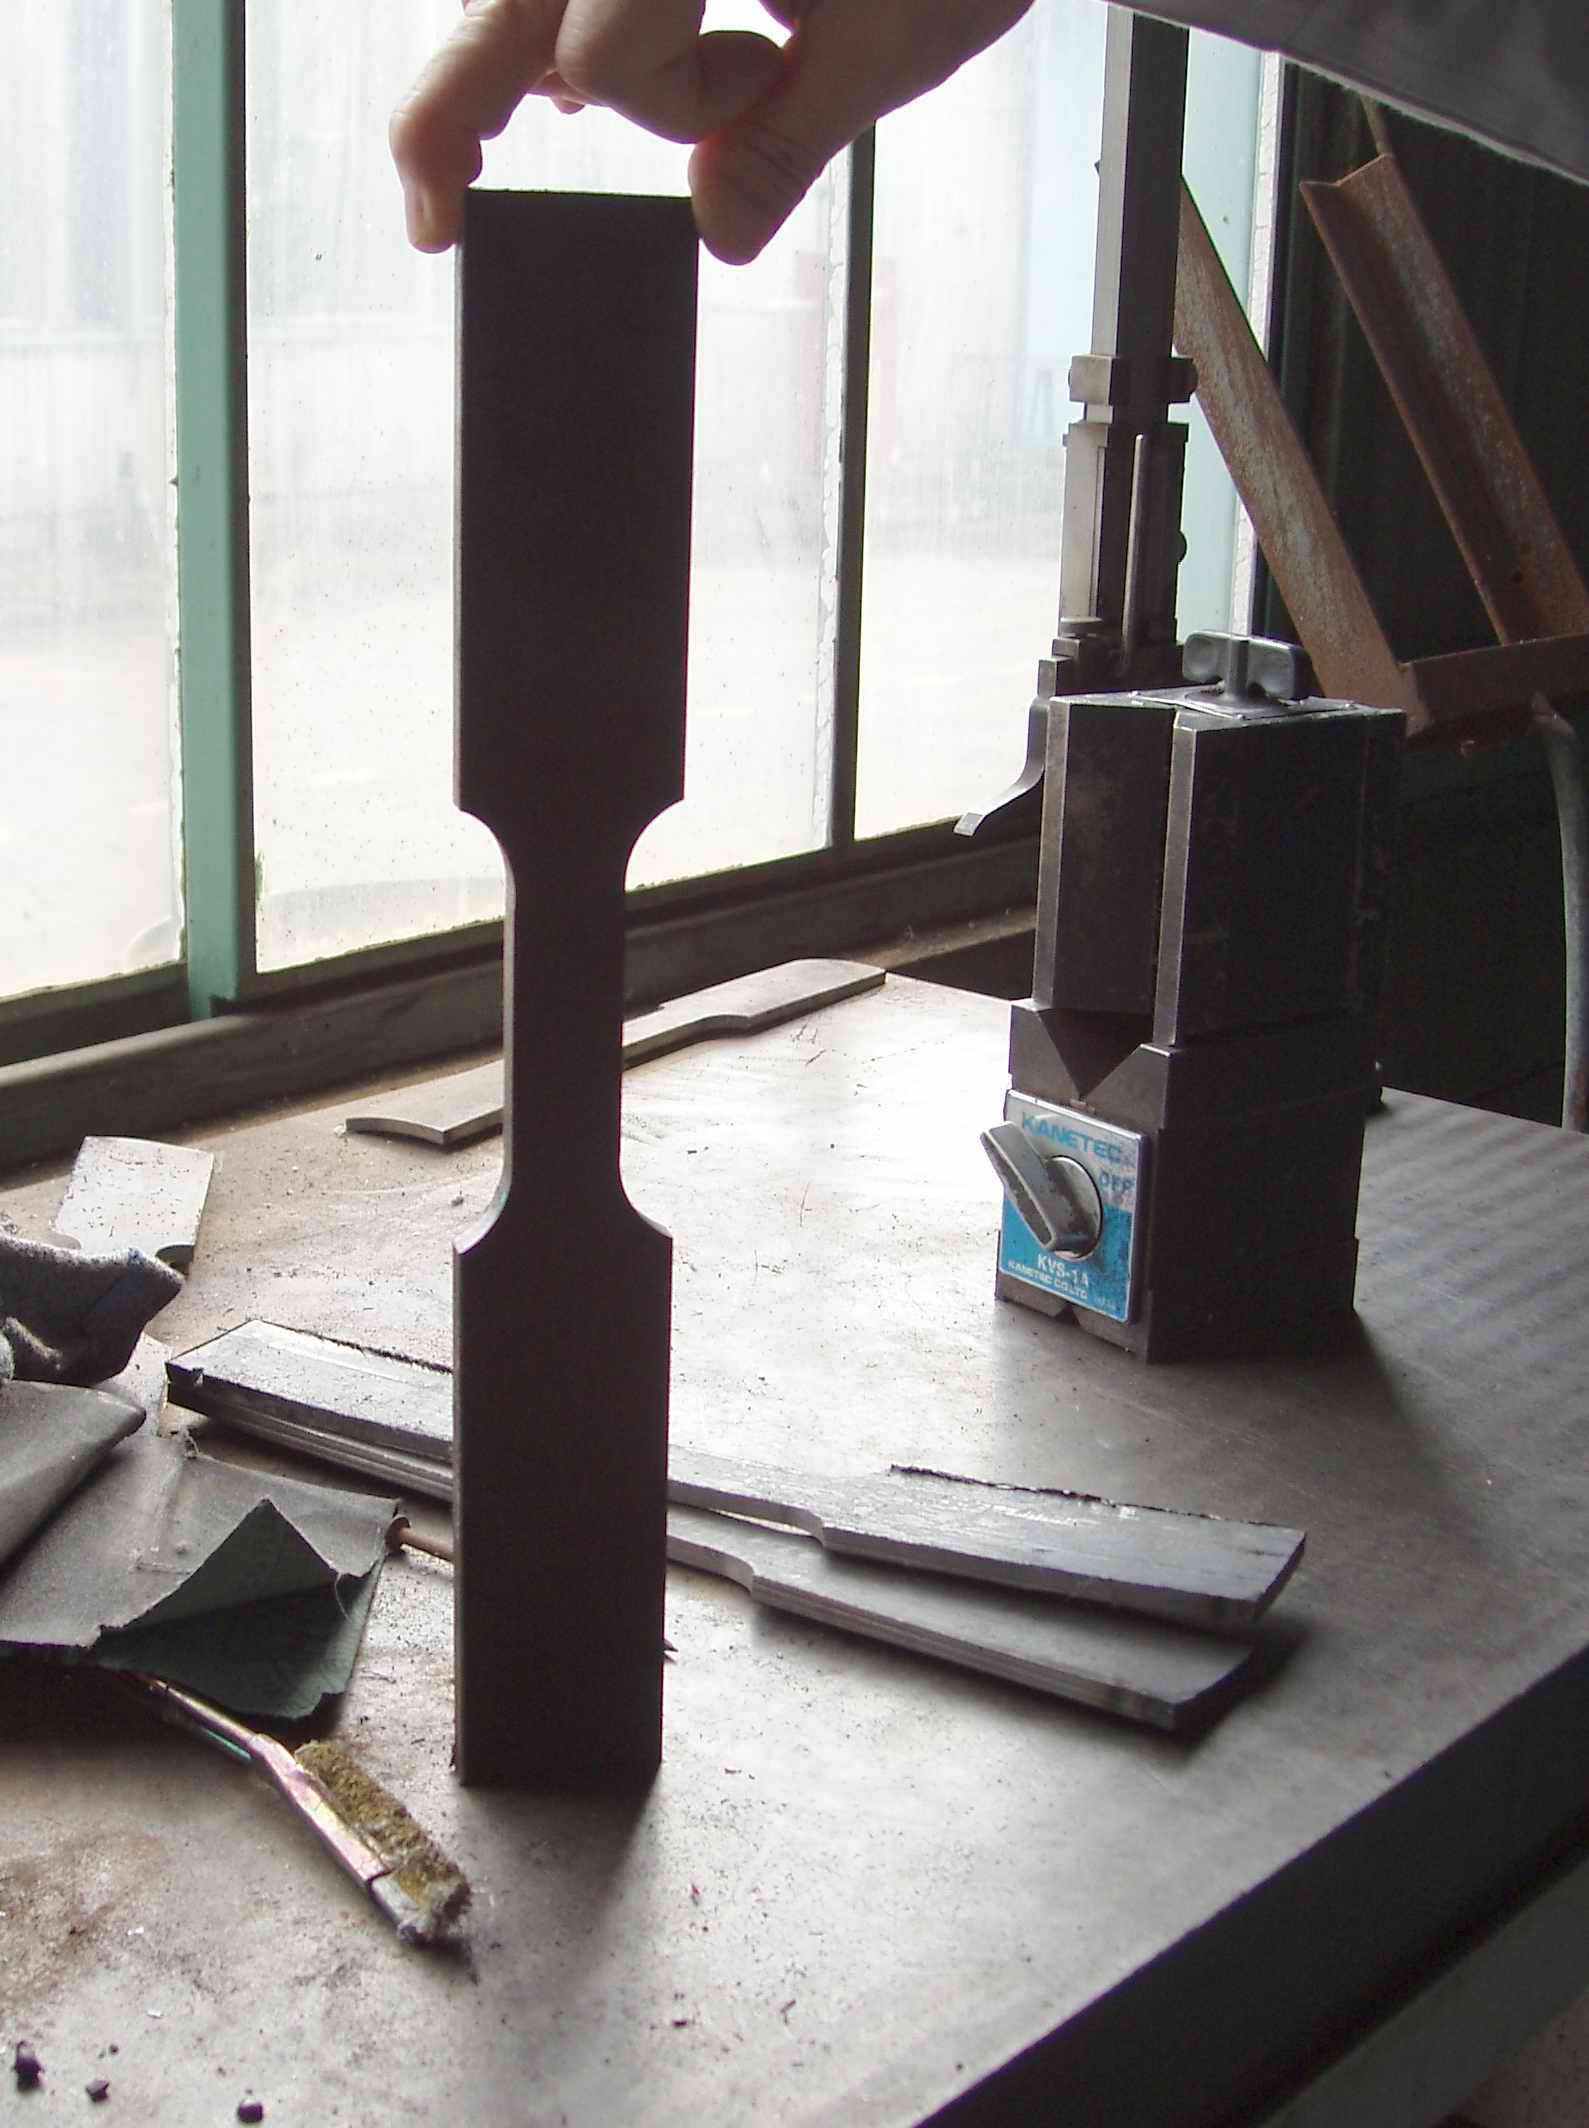 KANETEC
OFF
KVS-1A
KANETEC CO LTD